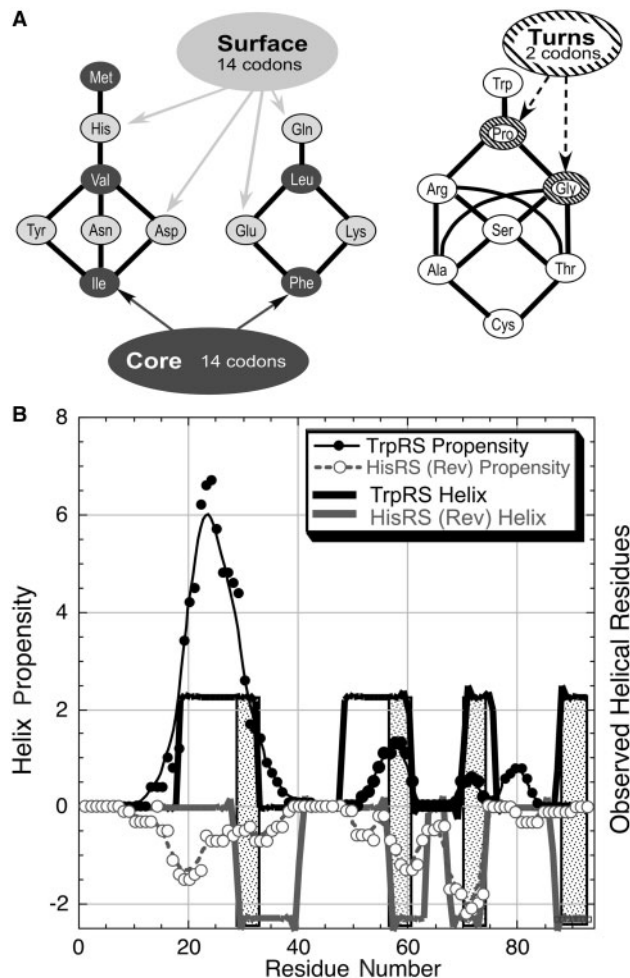 A
Surface
14 codons
Turns
2 codons
Met
Trp
His
Gln
Pro
Val
Leu
Arg
Gly
Tyr
Asn
Asp
Glu
Lys
Ser
Ile
Phe
Ala
Thr
Core 14 codons
Cys
B
8
6
4
2
0
-2
Helix Propensity
TrpRS Propensity
HisRS (Rev) Propensity
TrpRS Helix
HisRS (Rev) Helix
Observed Helical Residues
0 20 40 60 80
Residue Number